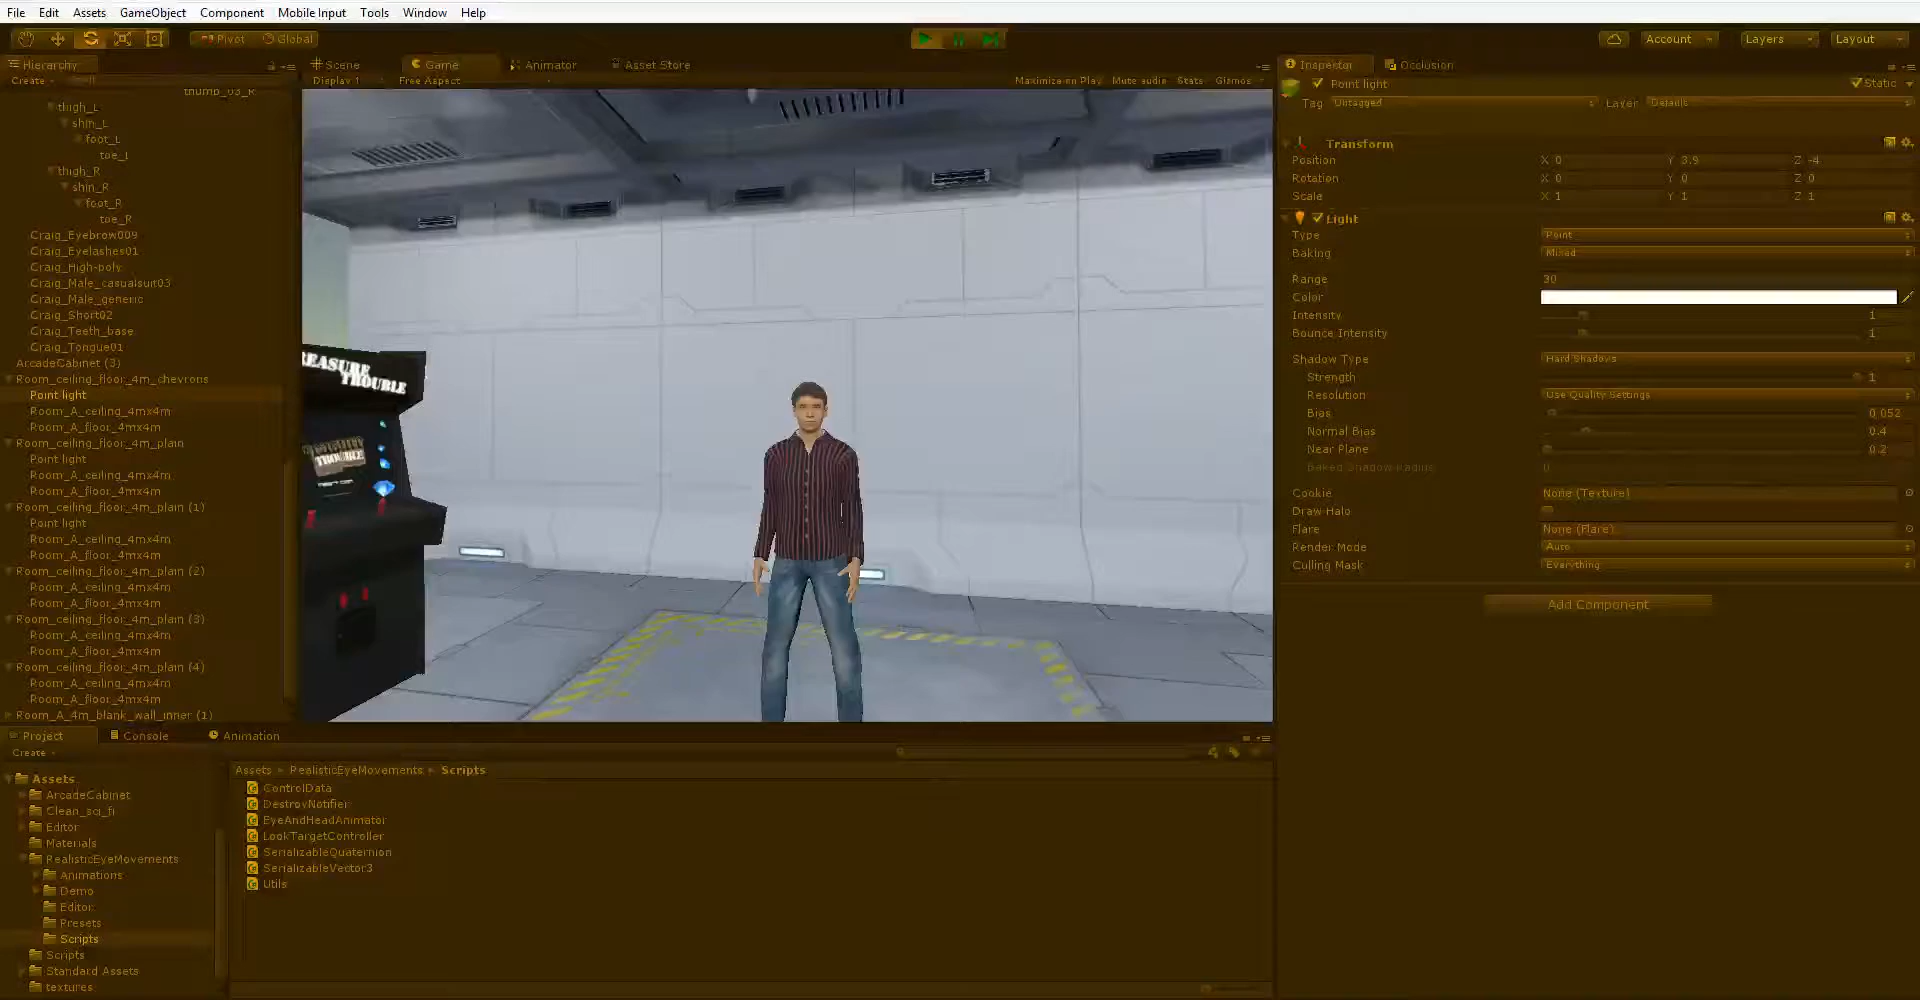 File Edit Assets GameObject Component Mobile Input Tools Window Help
Pivot Global Account Layers Layout
Hierarchy Scene Game Animator Asset Store Inspector Occlusion
Create Display 1 Free Aspect Maximize on Play Mute audio Stats Gizmos
Point light Static
Tag Untagged Layer Default
thumb_03_R
thigh_L
shin_L
foot_L
toe_L
thigh_R
shin_R
foot_R
toe_R
Craig_Eyebrow009
Craig_Eyelashes01
Craig_High-poly
Craig_Male_casualsuit03
Craig_Male_generic
Craig_Short02
Craig_Teeth_base
Craig_Tongue01
ArcadeCabinet (3)
Room_ceiling_floor_4m_chevrons
Point light
Room_A_ceiling_4mx4m
Room_A_floor_4mx4m
Room_ceiling_floor_4m_plain
Point light
Room_A_ceiling_4mx4m
Room_A_floor_4mx4m
Room_ceiling_floor_4m_plain (1)
Point light
Room_A_ceiling_4mx4m
Room_A_floor_4mx4m
Room_ceiling_floor_4m_plain (2)
Room_A_ceiling_4mx4m
Room_A_floor_4mx4m
Room_ceiling_floor_4m_plain (3)
Room_A_ceiling_4mx4m
Room_A_floor_4mx4m
Room_ceiling_floor_4m_plain (4)
Room_A_ceiling_4mx4m
Room_A_floor_4mx4m
Room_A_4m_blank_wall_inner (1)
REASURE
TROUBLE
TROUBLE
Transform
Position X 0 Y 3.9 Z -4
Rotation X 0 Y 0 Z 0
Scale X 1 Y 1 Z 1
Light
Type Point
Baking Mixed
Range 30
Color
Intensity 1
Bounce Intensity 1
Shadow Type Hard Shadows
Strength 1
Resolution Use Quality Settings
Bias 0.052
Normal Bias 0.4
Near Plane 0.2
Baked Shadow Radius 0
Cookie None (Texture)
Draw Halo
Flare None (Flare)
Render Mode Auto
Culling Mask Everything
Add Component
Project Console Animation
Create
Assets
ArcadeCabinet
Clean_sci_fi
Editor
Materials
RealisticEyeMovements
Animations
Demo
Editor
Presets
Scripts
Scripts
Standard Assets
textures
Assets RealisticEyeMovements Scripts
ControlData
DestroyNotifier
EyeAndHeadAnimator
LookTargetController
SerializableQuaternion
SerializableVector3
Utils